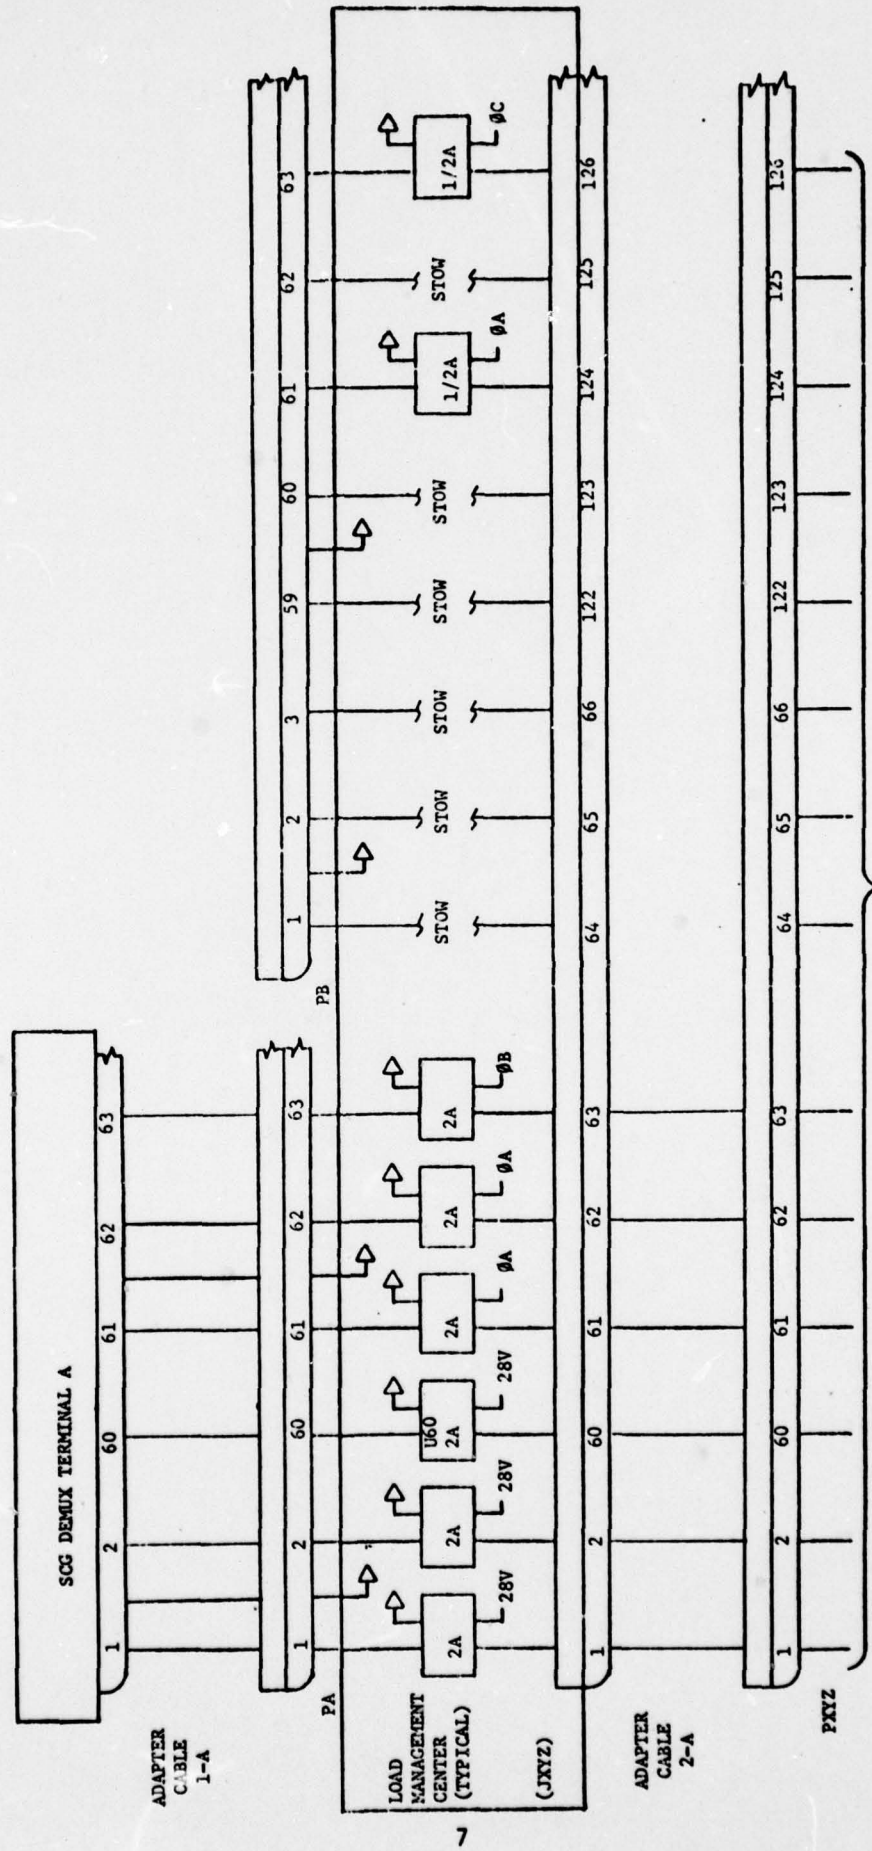 SCG DEMUX TERMINAL A
1 2 60 61 62 63
ADAPTER
CABLE
1-A
1 2 60 61 62 63
1 2 3 59 60 61 62 63
PA
PB
LOAD
MANAGEMENT
CENTER
(TYPICAL)
2A 28V
2A 28V
U60
2A 28V
2A ØA
2A ØA
2A ØB
STOW STOW STOW STOW STOW
1/2A ØA
STOW
1/2A ØC
(JXYZ)
1 2 60 61 62 63 64 65 66 122 123 124 125 126
ADAPTER
CABLE
2-A
1 2 60 61 62 63 64 65 66 122 123 124 125 126
PXYZ
7